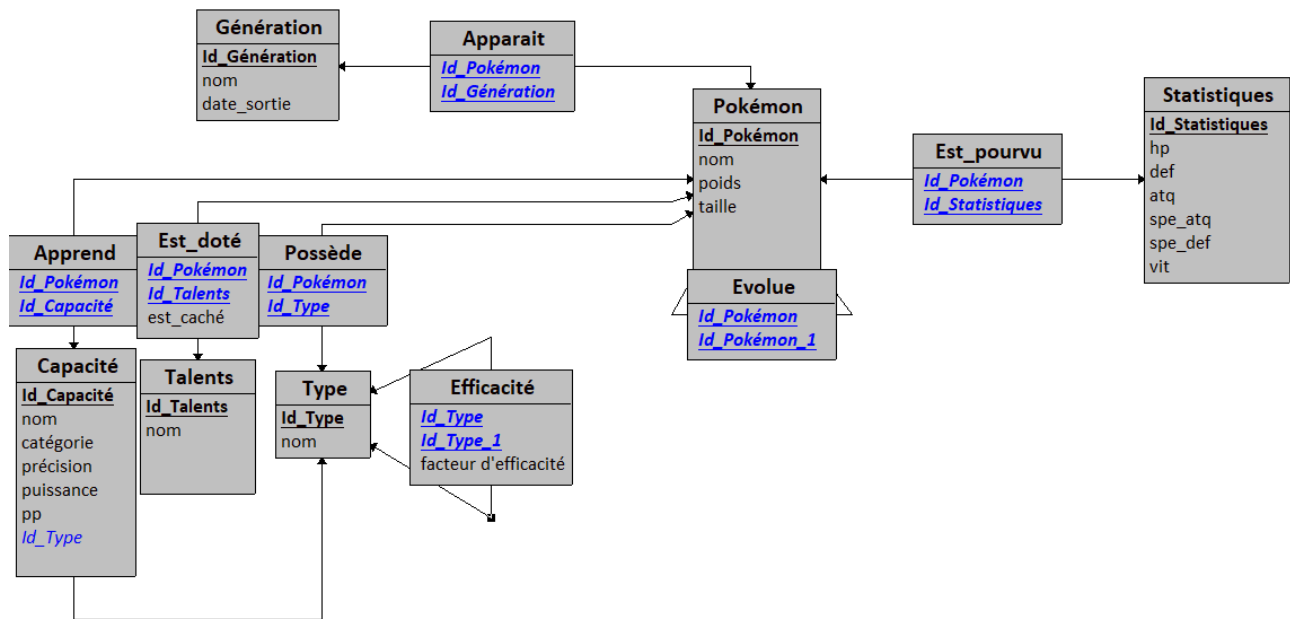 Génération
Id_Génération
nom
date_sortie
Apparait
Id_Pokémon
Id_Génération
Pokémon
Id_Pokémon
nom
poids
taille
Statistiques
Id_Statistiques
hp
def
atq
spe_atq
spe_def
vit
Est_pourvu
Id_Pokémon
Id_Statistiques
Apprend
Id_Pokémon
Id_Capacité
Est_doté
Id_Pokémon
Id_Talents
est_caché
Possède
Id_Pokémon
Id_Type
Evolue
Id_Pokémon
Id_Pokémon_1
Capacité
Id_Capacité
nom
catégorie
précision
puissance
pp
Id_Type
Talents
Id_Talents
nom
Type
Id_Type
nom
Efficacité
Id_Type
Id_Type_1
facteur d'efficacité